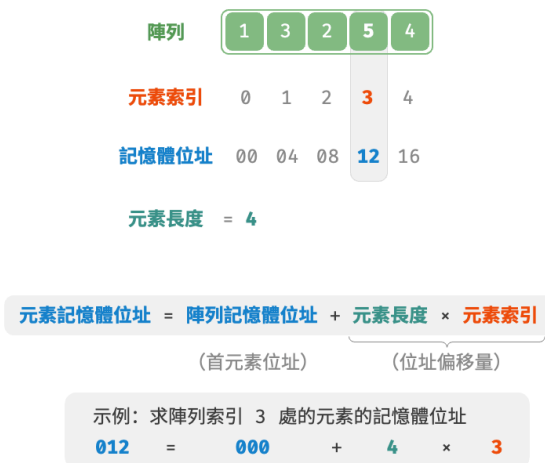 陣列 1 3 2 5 4
元素索引 0 1 2 3 4
記憶體位址 00 04 08 12 16
元素長度 = 4
元素記憶體位址 = 陣列記憶體位址 + 元素長度 × 元素索引
（首元素位址） （位址偏移量）
示例：求陣列索引 3 處的元素的記憶體位址
012 = 000 + 4 × 3